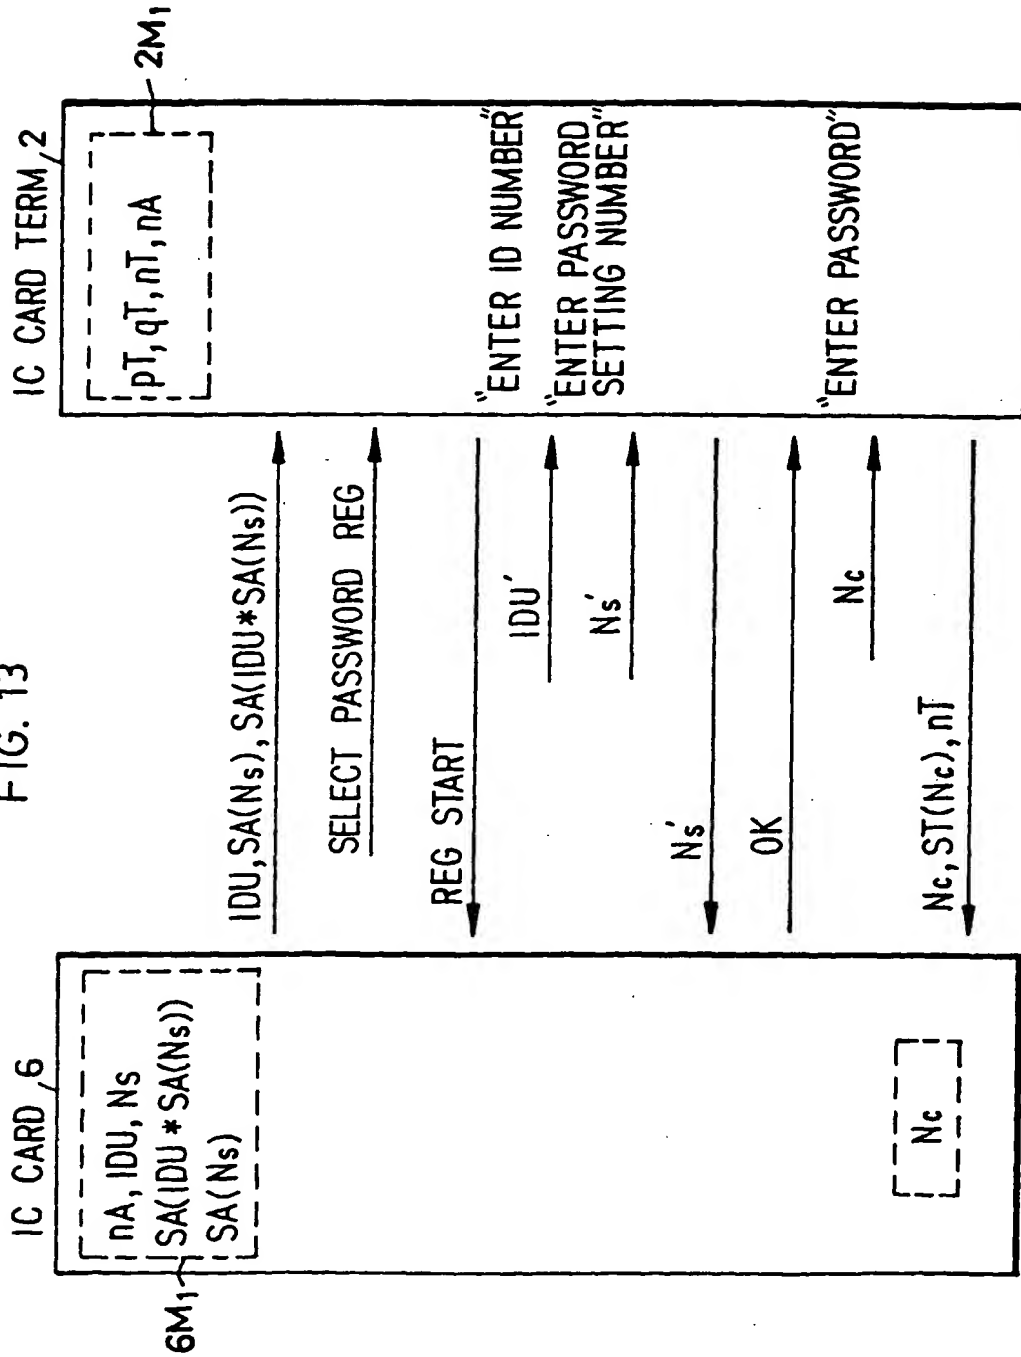 FIG. 13
IC CARD 6
6M1
nA, IDU, Ns
SA(IDU*SA(Ns))
SA(Ns)
Nc
IC CARD TERM 2
2M1
pT, qT, nT, nA
IDU, SA(Ns), SA(IDU*SA(Ns))
SELECT PASSWORD REG
REG START
"ENTER ID NUMBER"
IDU'
"ENTER PASSWORD
SETTING NUMBER"
Ns'
Ns'
OK
"ENTER PASSWORD"
Nc
Nc, ST(Nc), nT